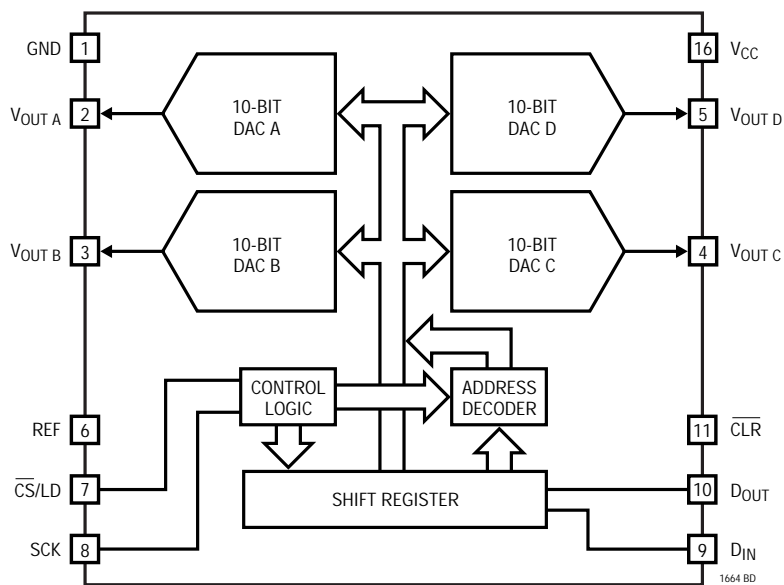 GND 1
16 VCC
VOUT A 2
10-BIT
DAC A
10-BIT
DAC D
5 VOUT D
VOUT B 3
10-BIT
DAC B
10-BIT
DAC C
4 VOUT C
CONTROL
LOGIC
ADDRESS
DECODER
REF 6
11 CLR
CS/LD 7
SHIFT REGISTER
10 DOUT
SCK 8
9 DIN
1664 BD